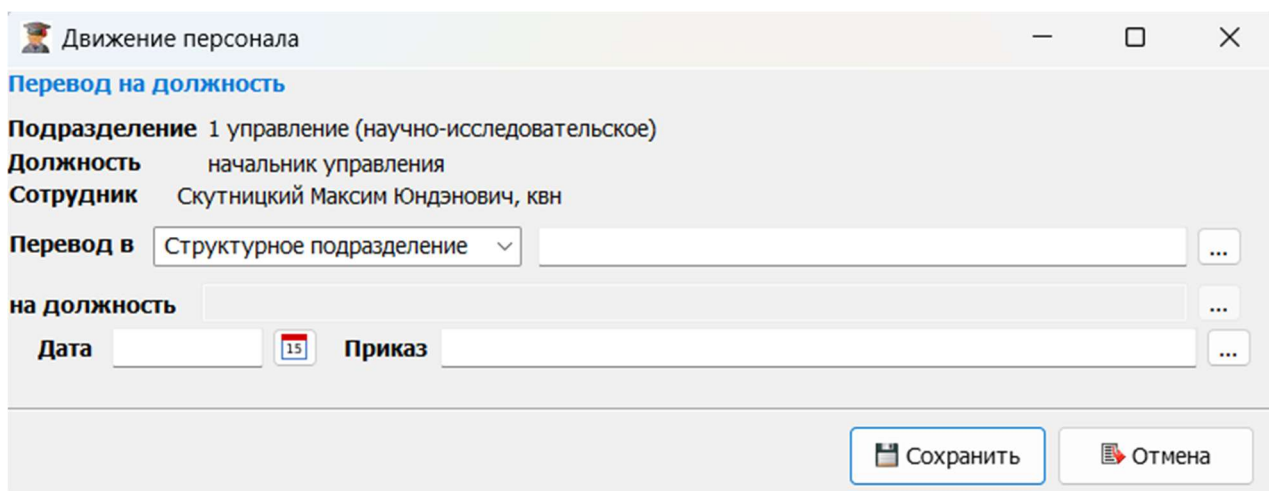 Движение персонала
Перевод на должность
Подразделение 1 управление (научно-исследовательское)
Должность начальник управления
Сотрудник Скутницкий Максим Юндэнович, квн
Перевод в Структурное подразделение ...
на должность ...
Дата 15 Приказ ...
Сохранить Отмена